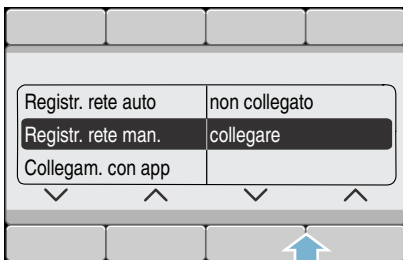 Registr. rete auto non collegato
Registr. rete man. collegare
Collegam. con app